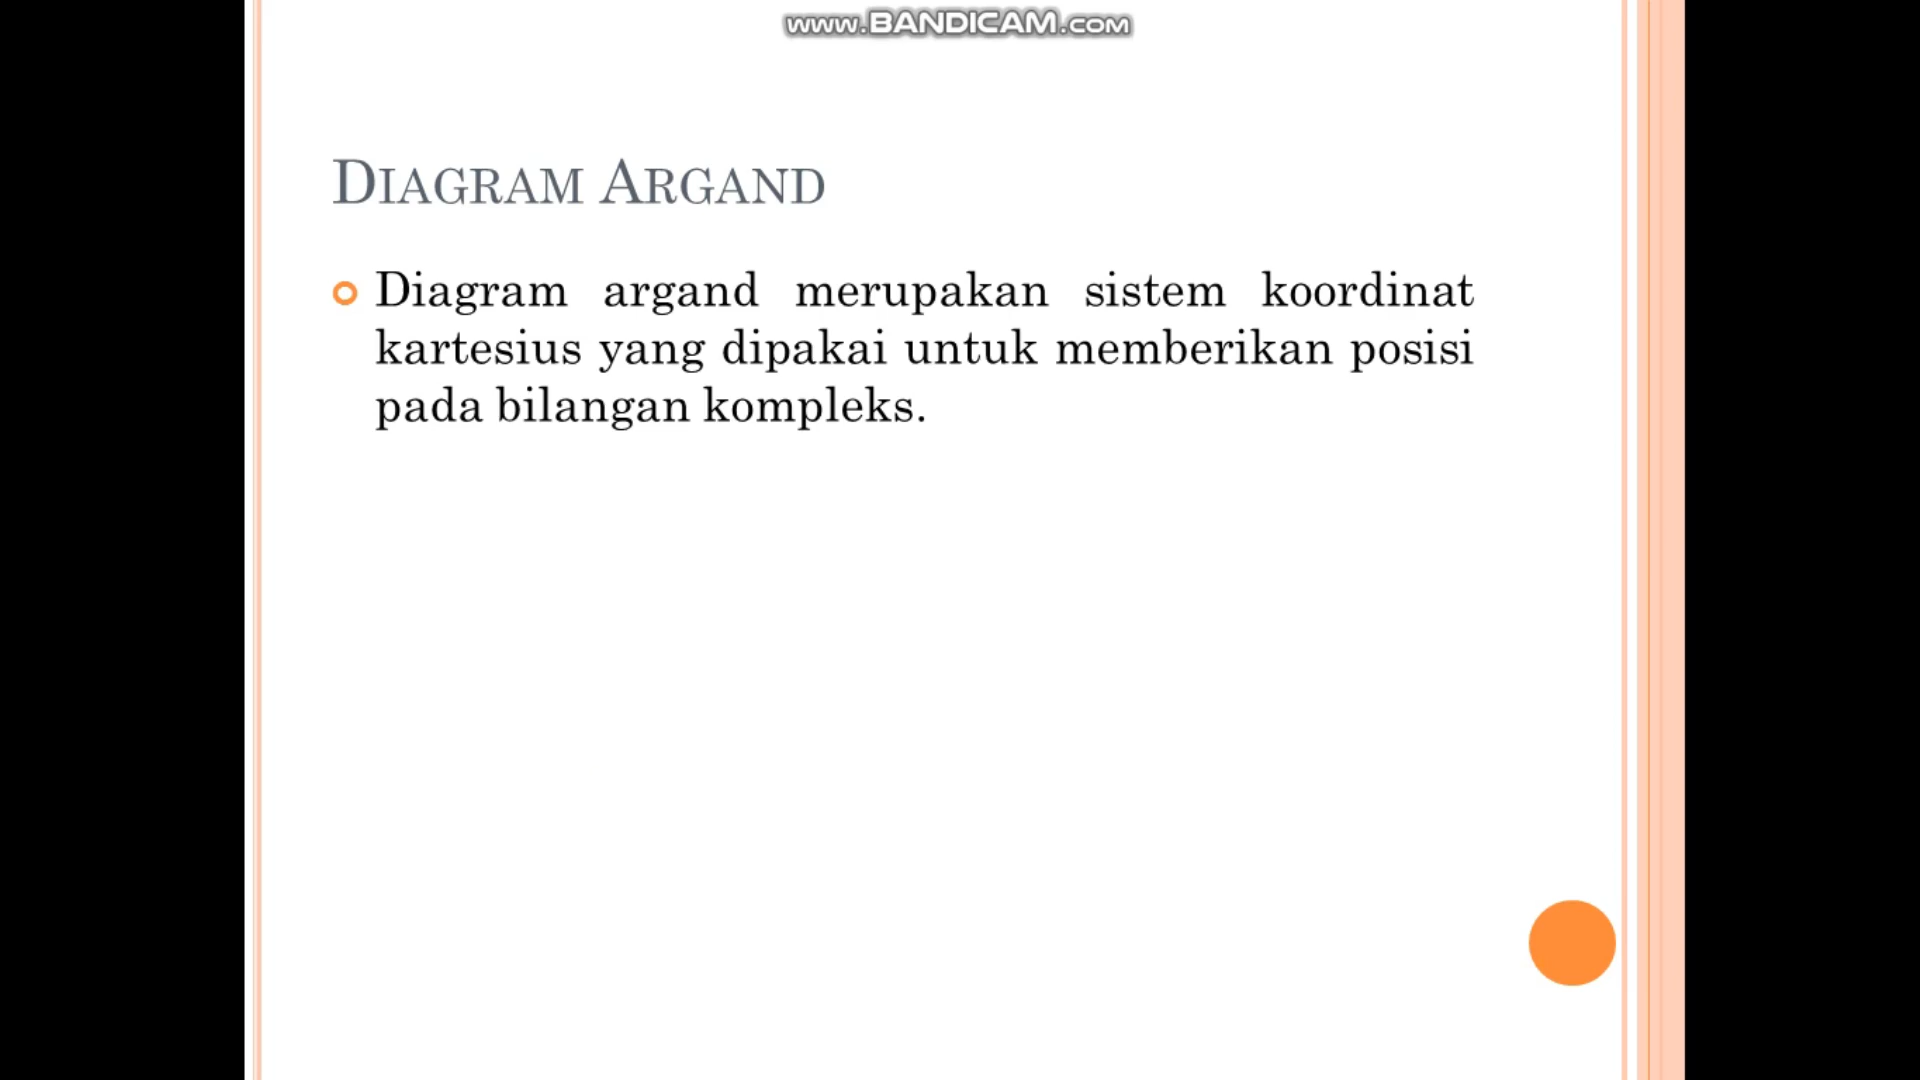 www.BANDICAM.com
DIAGRAM ARGAND
Diagram argand merupakan sistem koordinat
kartesius yang dipakai untuk memberikan posisi
pada bilangan kompleks.